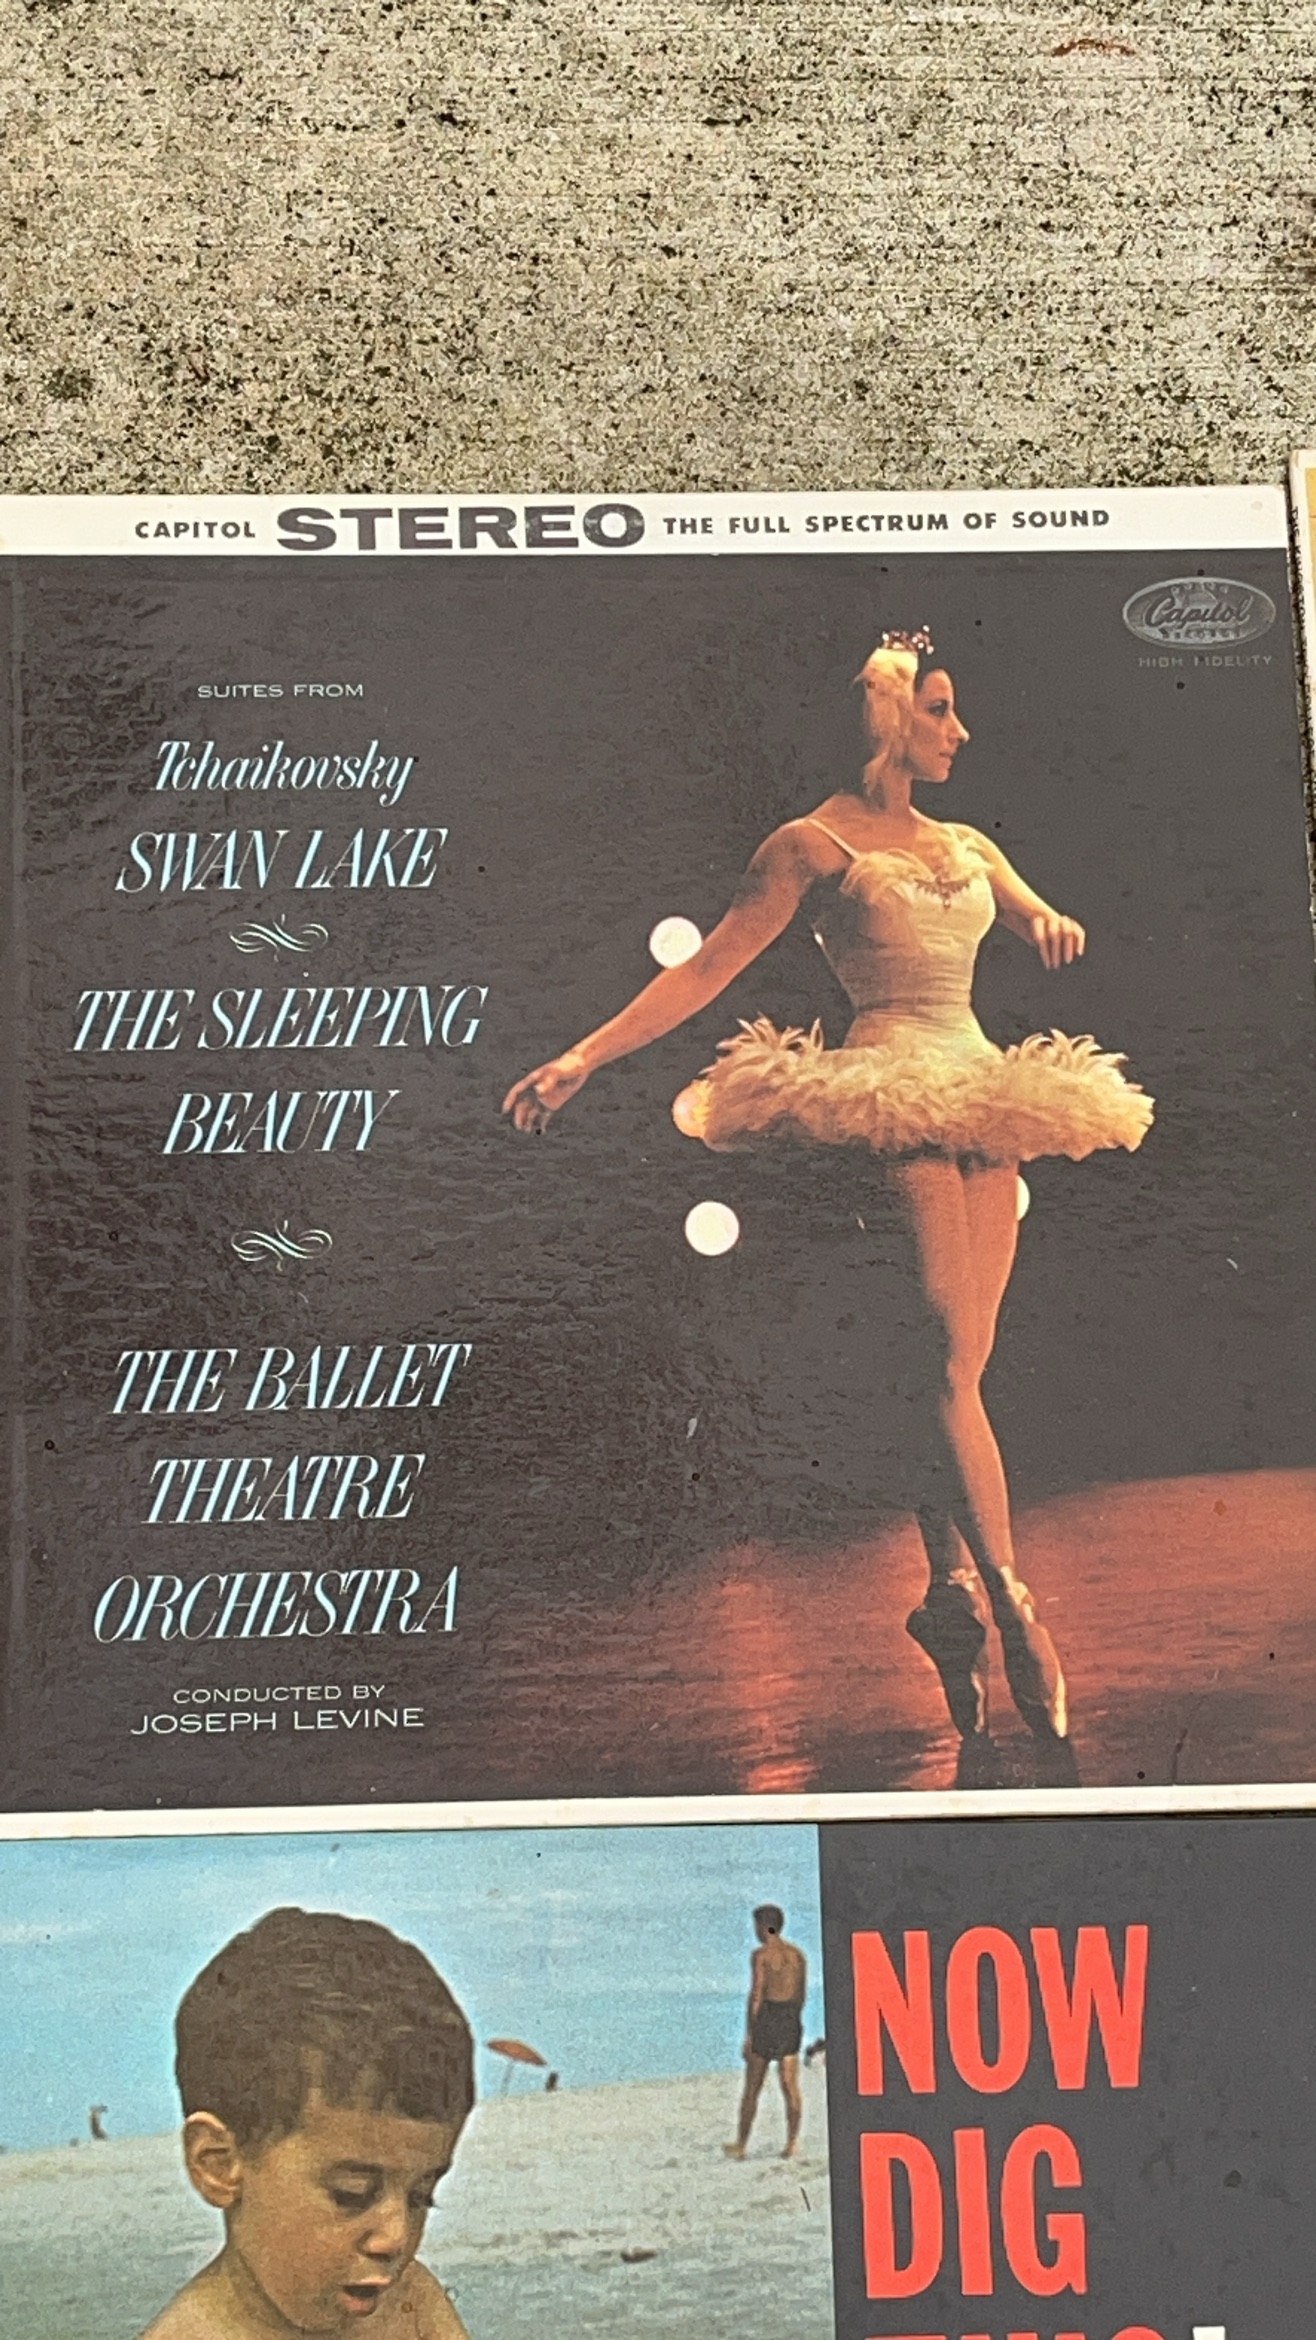 CAPITOL STEREO THE FULL SPECTRUM OF SOUND
Capitol
RECORDS
HIGH FIDELITY
SUITES FROM
Tchaikovsky
SWAN LAKE
THE SLEEPING
BEAUTY
THE BALLET
THEATRE
ORCHESTRA
CONDUCTED BY
JOSEPH LEVINE
NOW
DIG